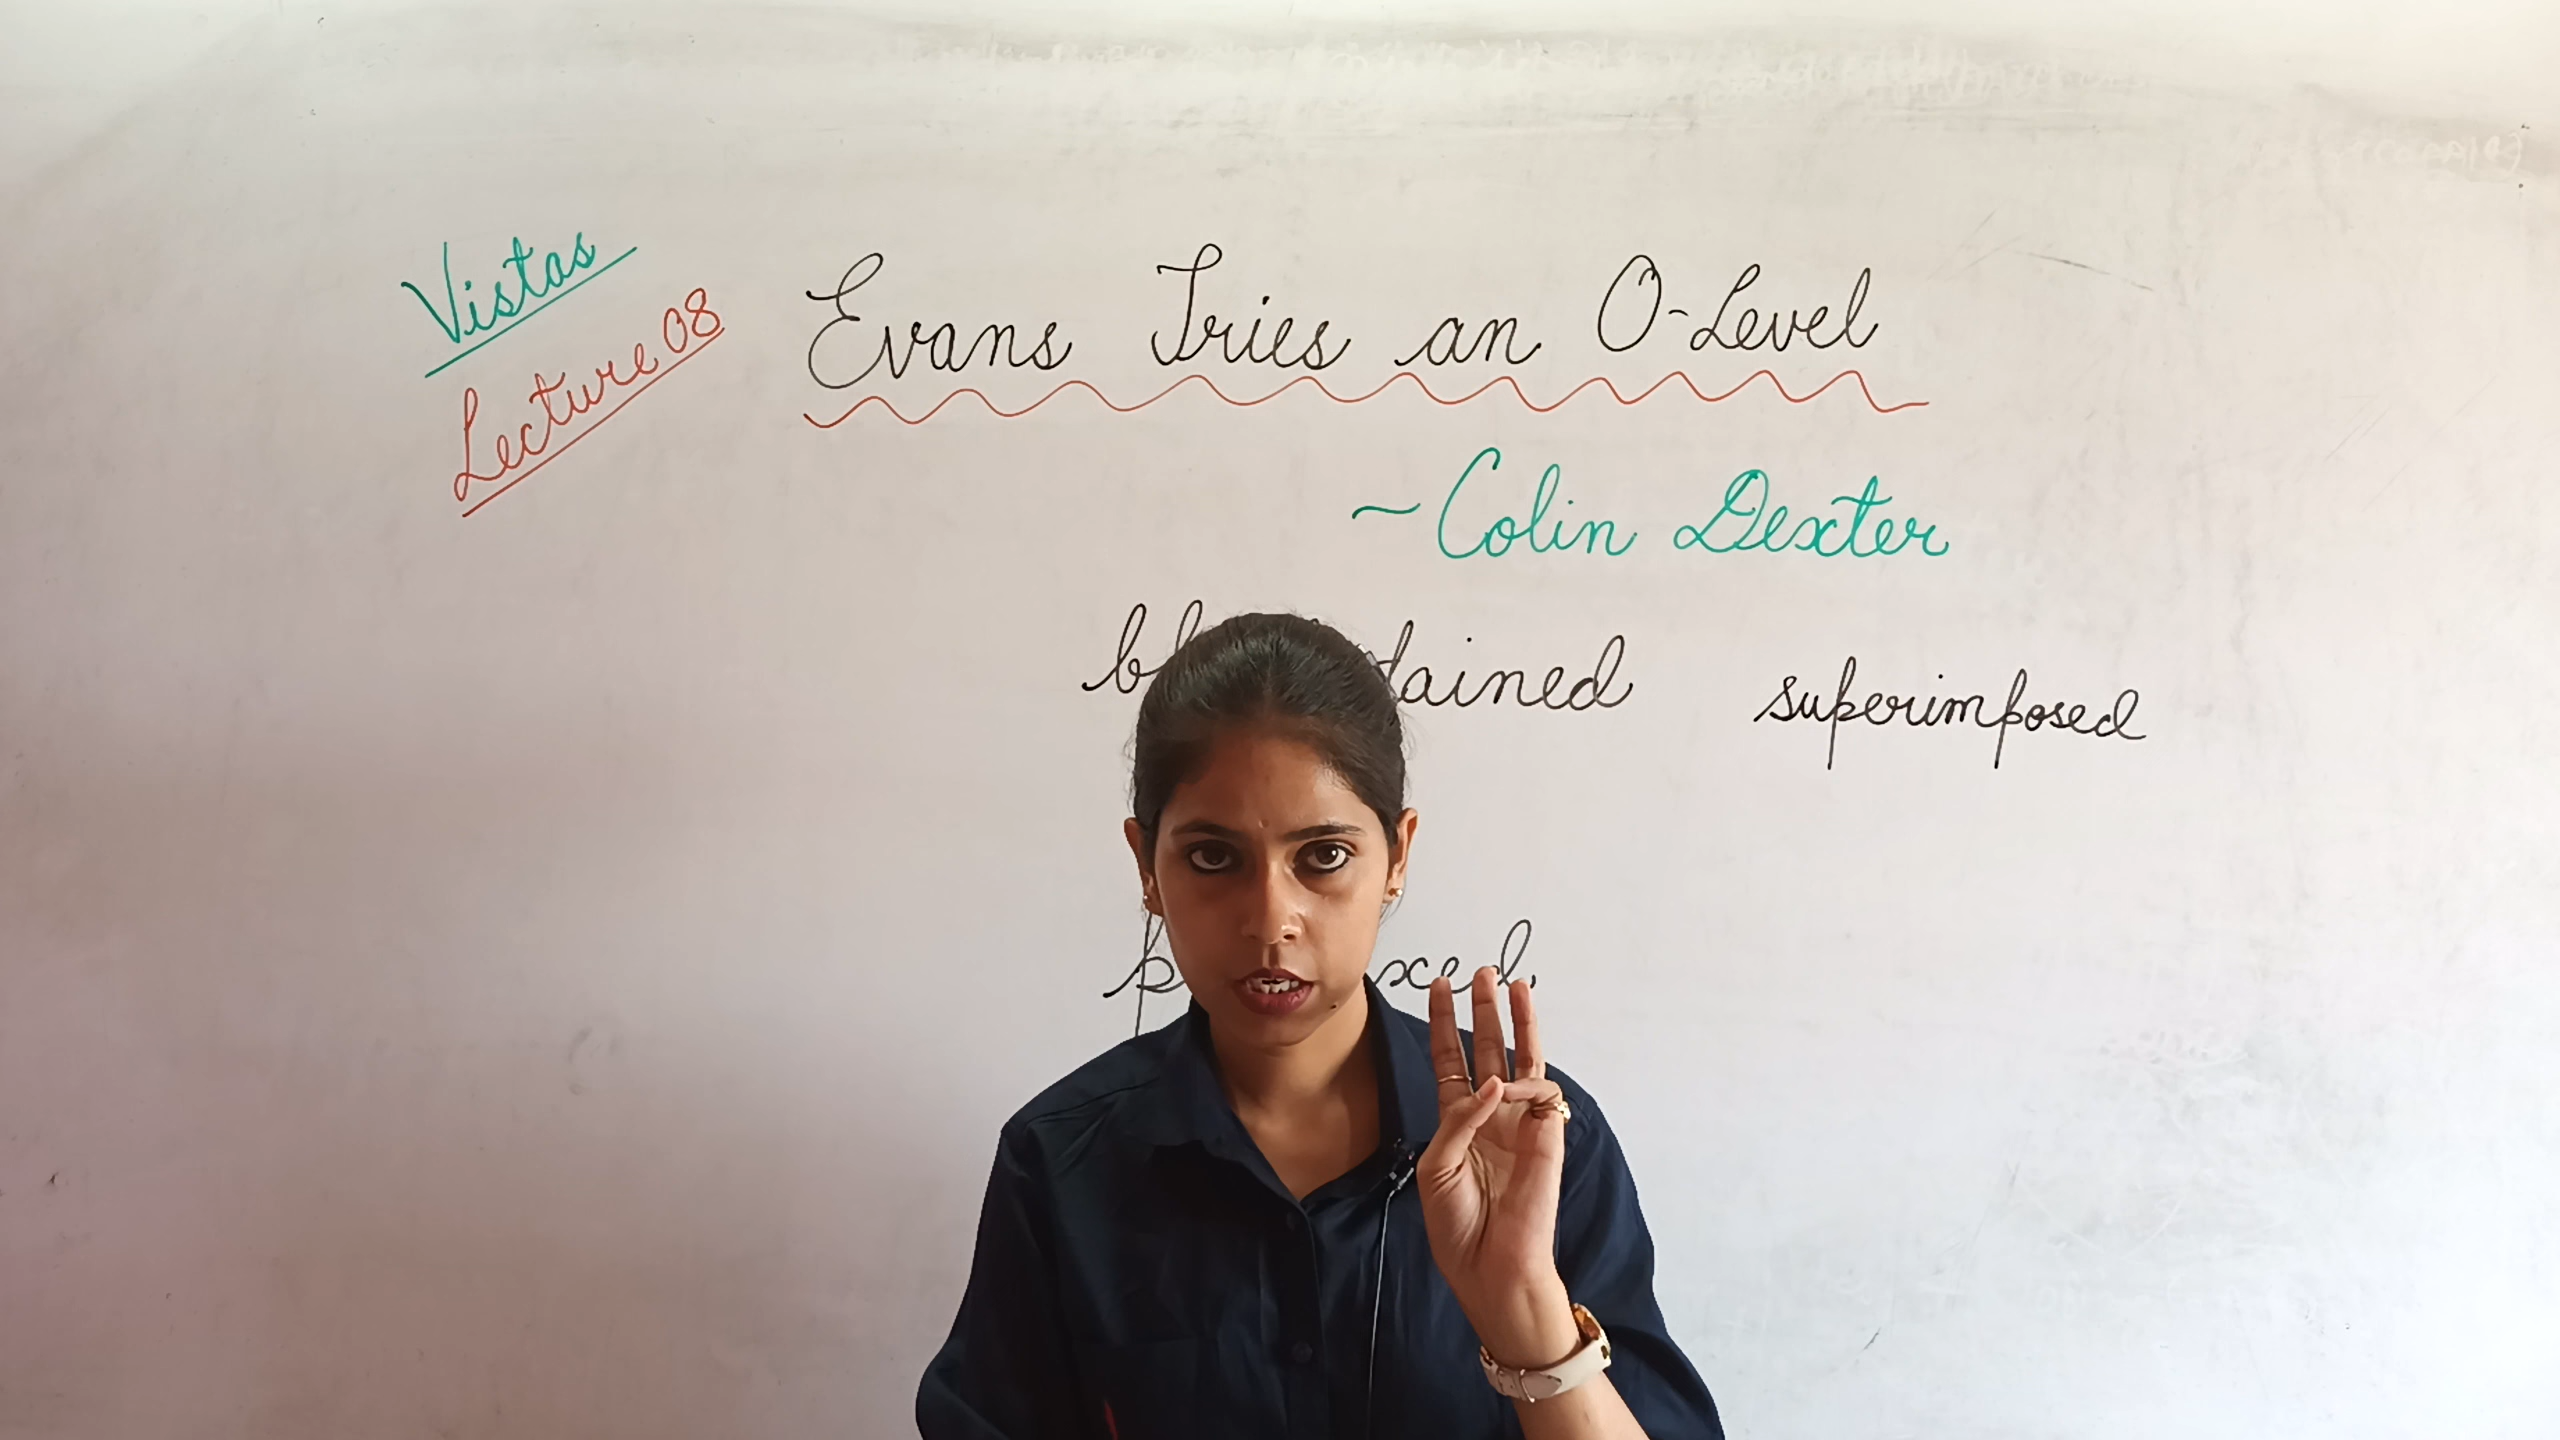 Vistas
Lecture 08
Evans Tries an O-Level
~ Colin Dexter
superimposed